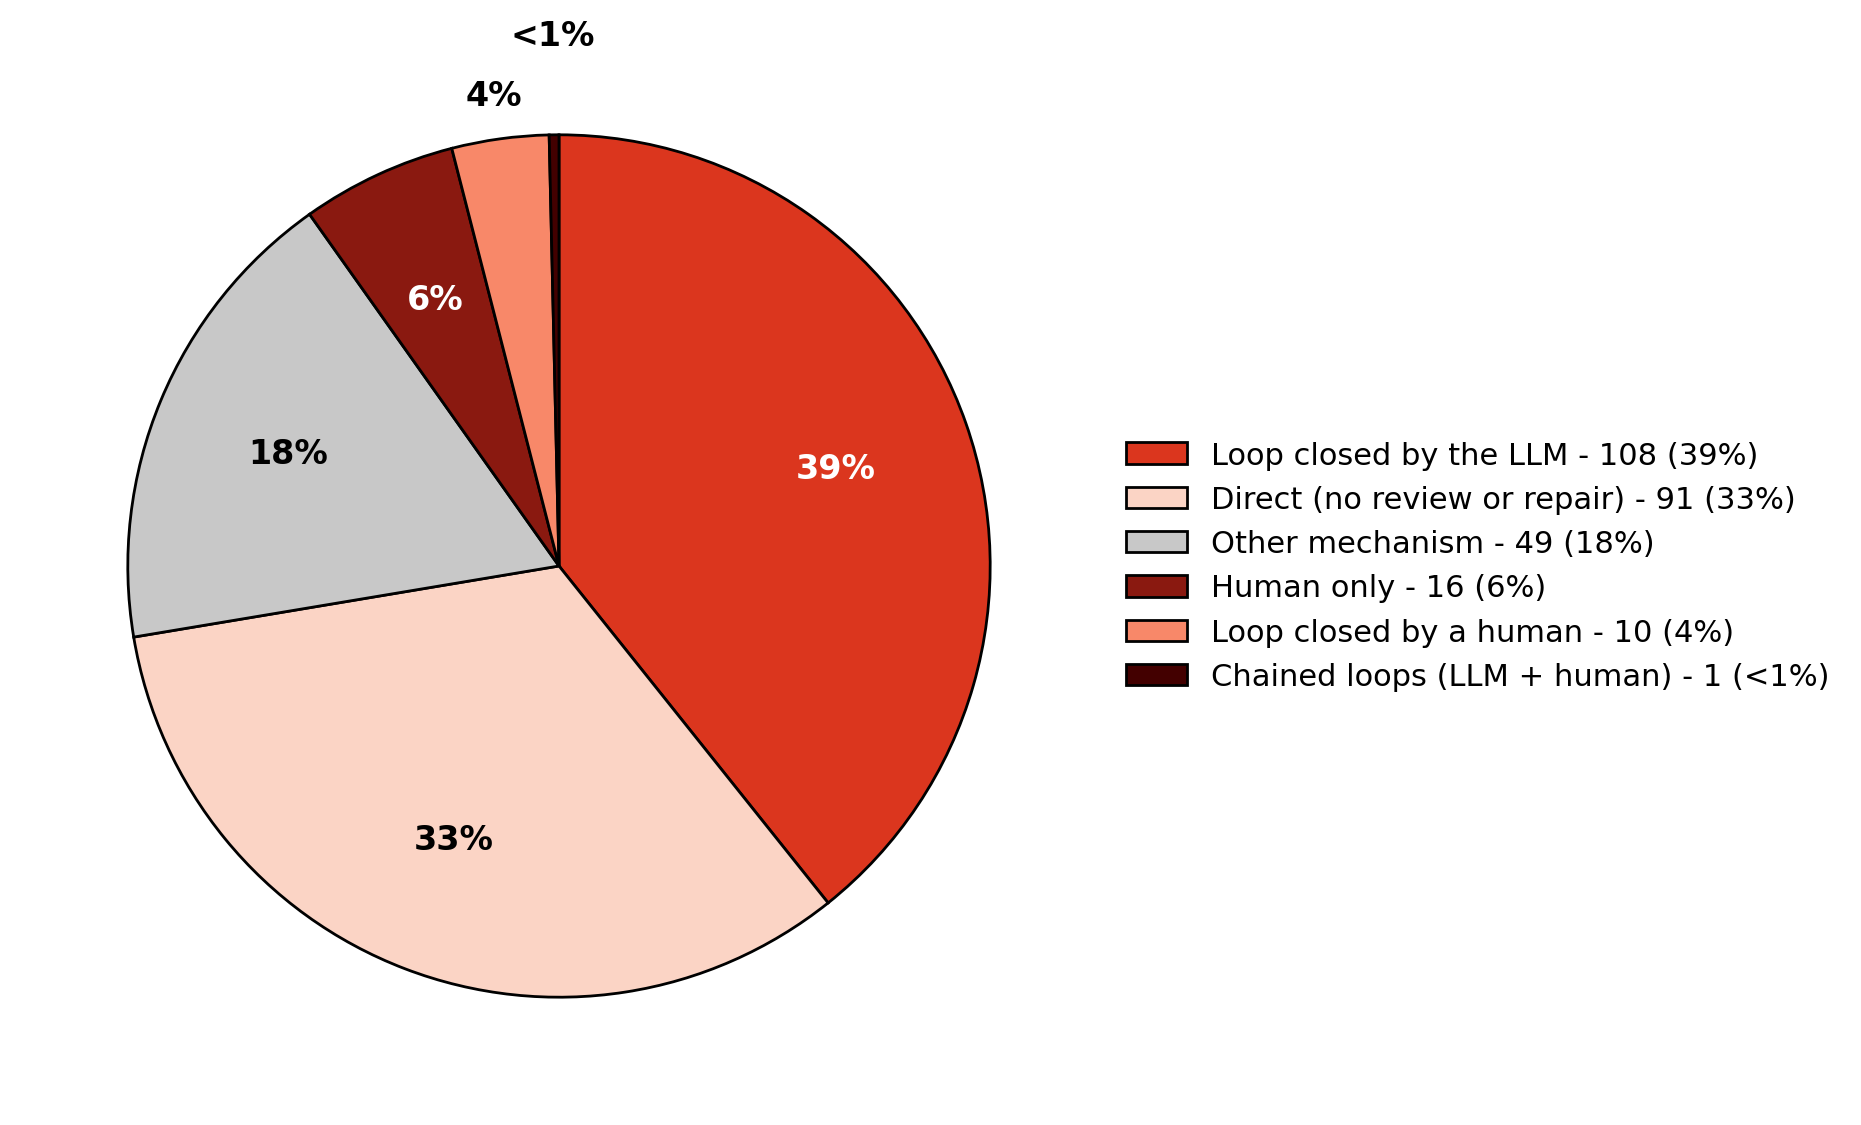 <1%
4%
6%
39%
18%
33%
Loop closed by the LLM - 108 (39%)
Direct (no review or repair) - 91 (33%)
Other mechanism - 49 (18%)
Human only - 16 (6%)
Loop closed by a human - 10 (4%)
Chained loops (LLM + human) - 1 (<1%)